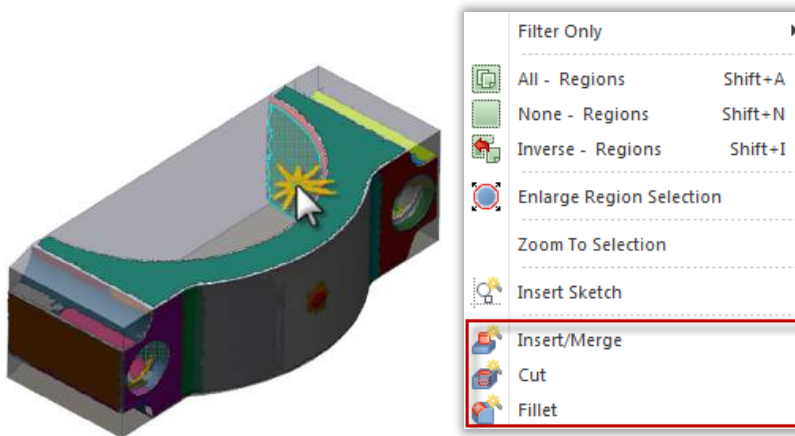 Filter Only
All - Regions Shift+A
None - Regions Shift+N
Inverse - Regions Shift+I
Enlarge Region Selection
Zoom To Selection
Insert Sketch
Insert/Merge
Cut
Fillet